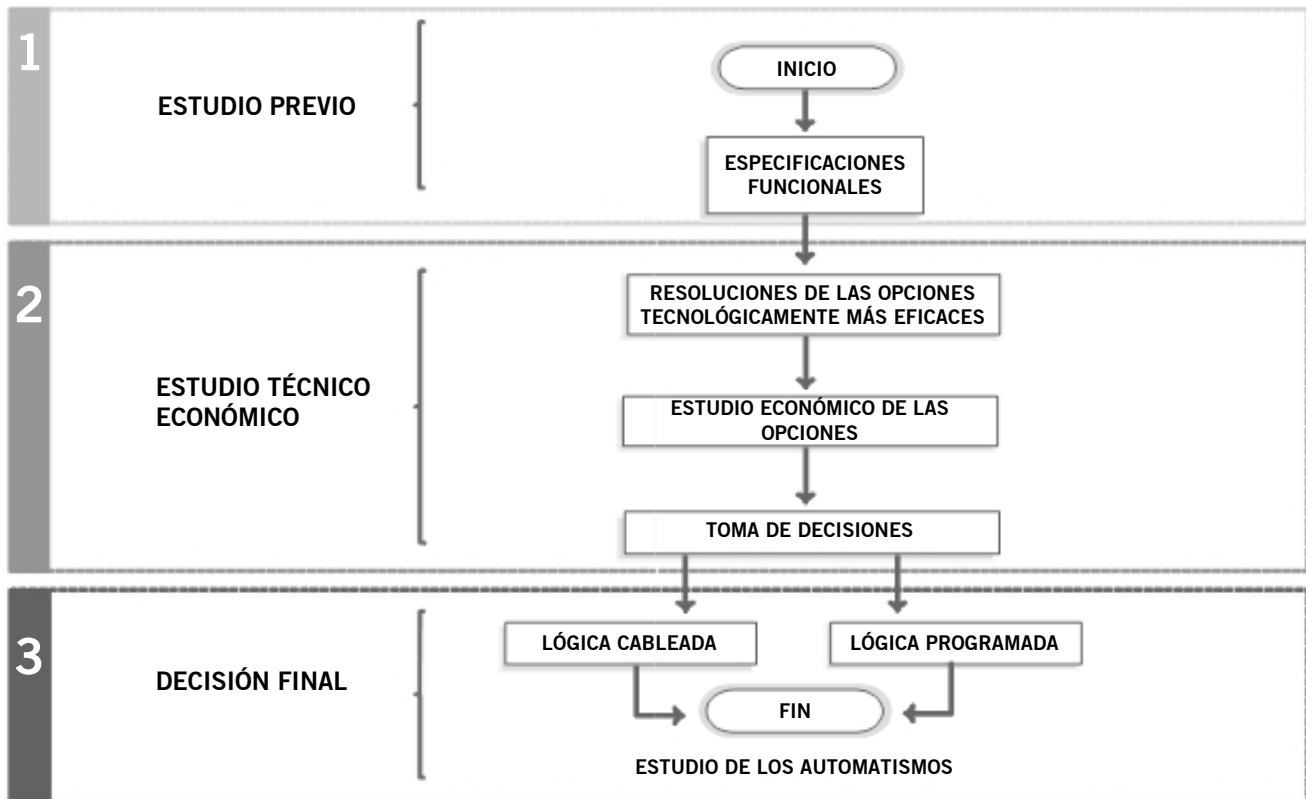 1
ESTUDIO PREVIO
INICIO
ESPECIFICACIONES
FUNCIONALES
2
ESTUDIO TÉCNICO
ECONÓMICO
RESOLUCIONES DE LAS OPCIONES
TECNOLÓGICAMENTE MÁS EFICACES
ESTUDIO ECONÓMICO DE LAS
OPCIONES
TOMA DE DECISIONES
3
DECISIÓN FINAL
LÓGICA CABLEADA
LÓGICA PROGRAMADA
FIN
ESTUDIO DE LOS AUTOMATISMOS